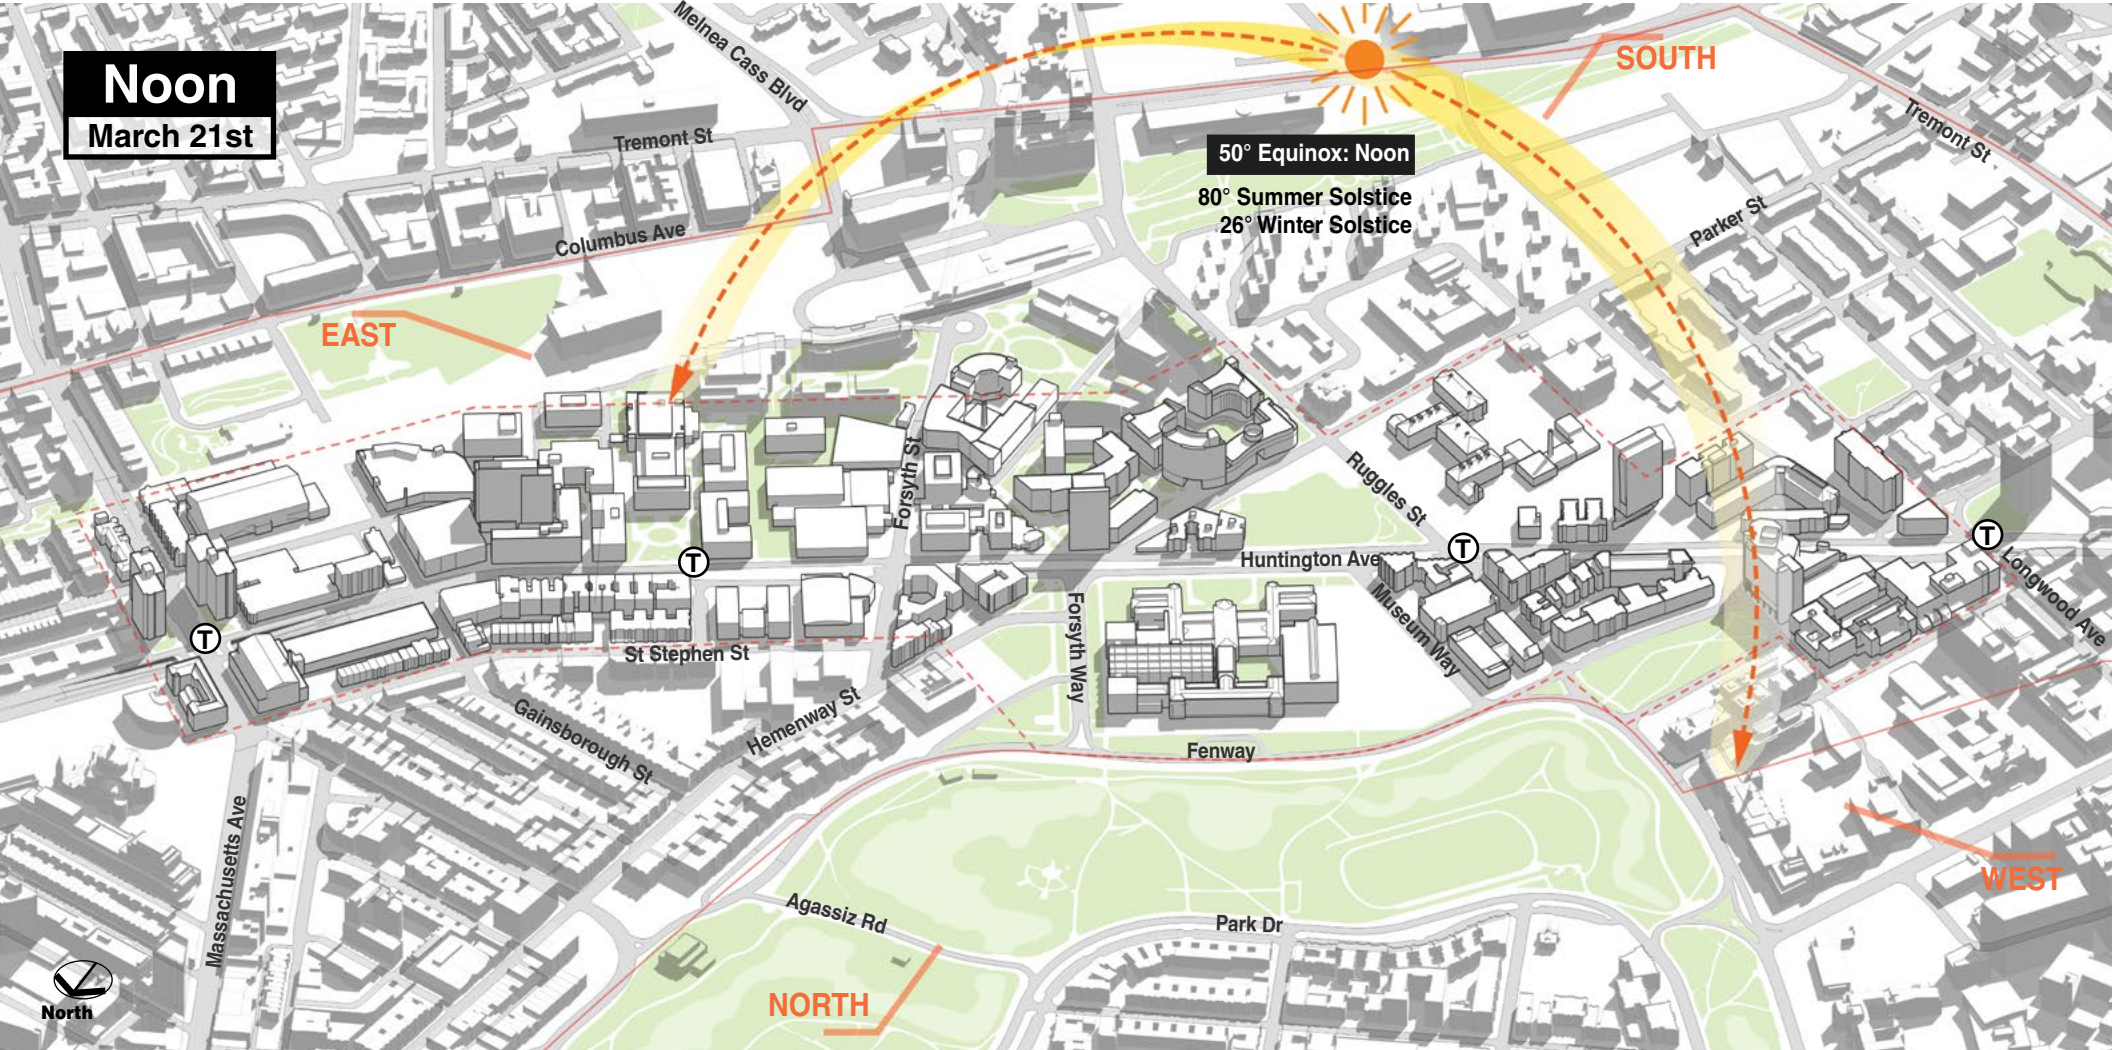 Noon
March 21st
Melnea Cass Blvd
SOUTH
Tremont St
Tremont St
50° Equinox: Noon
80° Summer Solstice
26° Winter Solstice
Parker St
Columbus Ave
EAST
Forsyth St
Ruggles St
T
T
T
T
Huntington Ave
Longwood Ave
Museum Way
Forsyth Way
St Stephen St
Gainsborough St
Hemenway St
Fenway
Massachusetts Ave
WEST
Agassiz Rd
Park Dr
NORTH
North